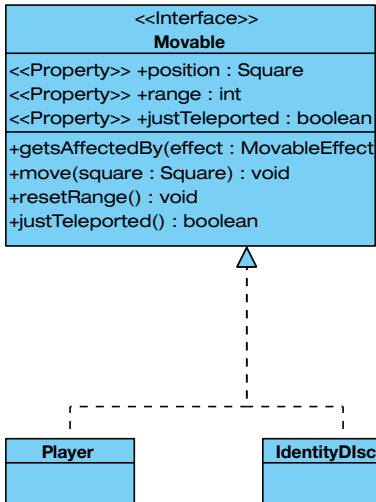 <<Interface>>
Movable
<<Property>> +position : Square
<<Property>> +range : int
<<Property>> +justTeleported : boolean
+getsAffectedBy(effect : MovableEffect
+move(square : Square) : void
+resetRange() : void
+justTeleported() : boolean
Player
IdentityDIsc